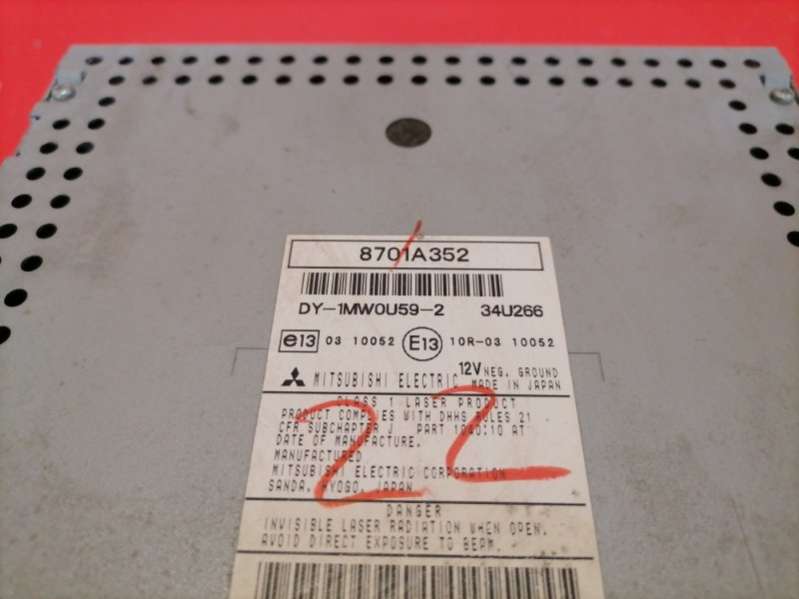 8701A352
DY-1MW0U59-2 34U266
e13 03 10052 E13 10R-03 10052
12V NEG. GROUND
MITSUBISHI ELECTRIC MADE IN JAPAN
CLASS 1 LASER PRODUCT
PRODUCT COMPLIES WITH DHHS RULES 21
CFR SUBCHAPTER J PART 1040:10 AT
DATE OF MANUFACTURE.
MANUFACTURED
MITSUBISHI ELECTRIC CORPORATION
SANDA, HYOGO, JAPAN
22
DANGER
INVISIBLE LASER RADIATION WHEN OPEN.
AVOID DIRECT EXPOSURE TO BEAM.